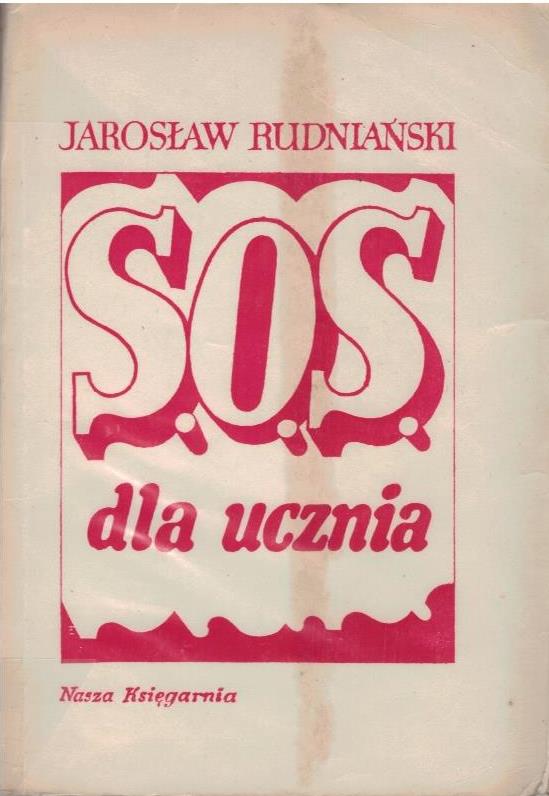 JAROSŁAW RUDNIAŃSKI
S.O.S.
dla ucznia
Nasza Księgarnia